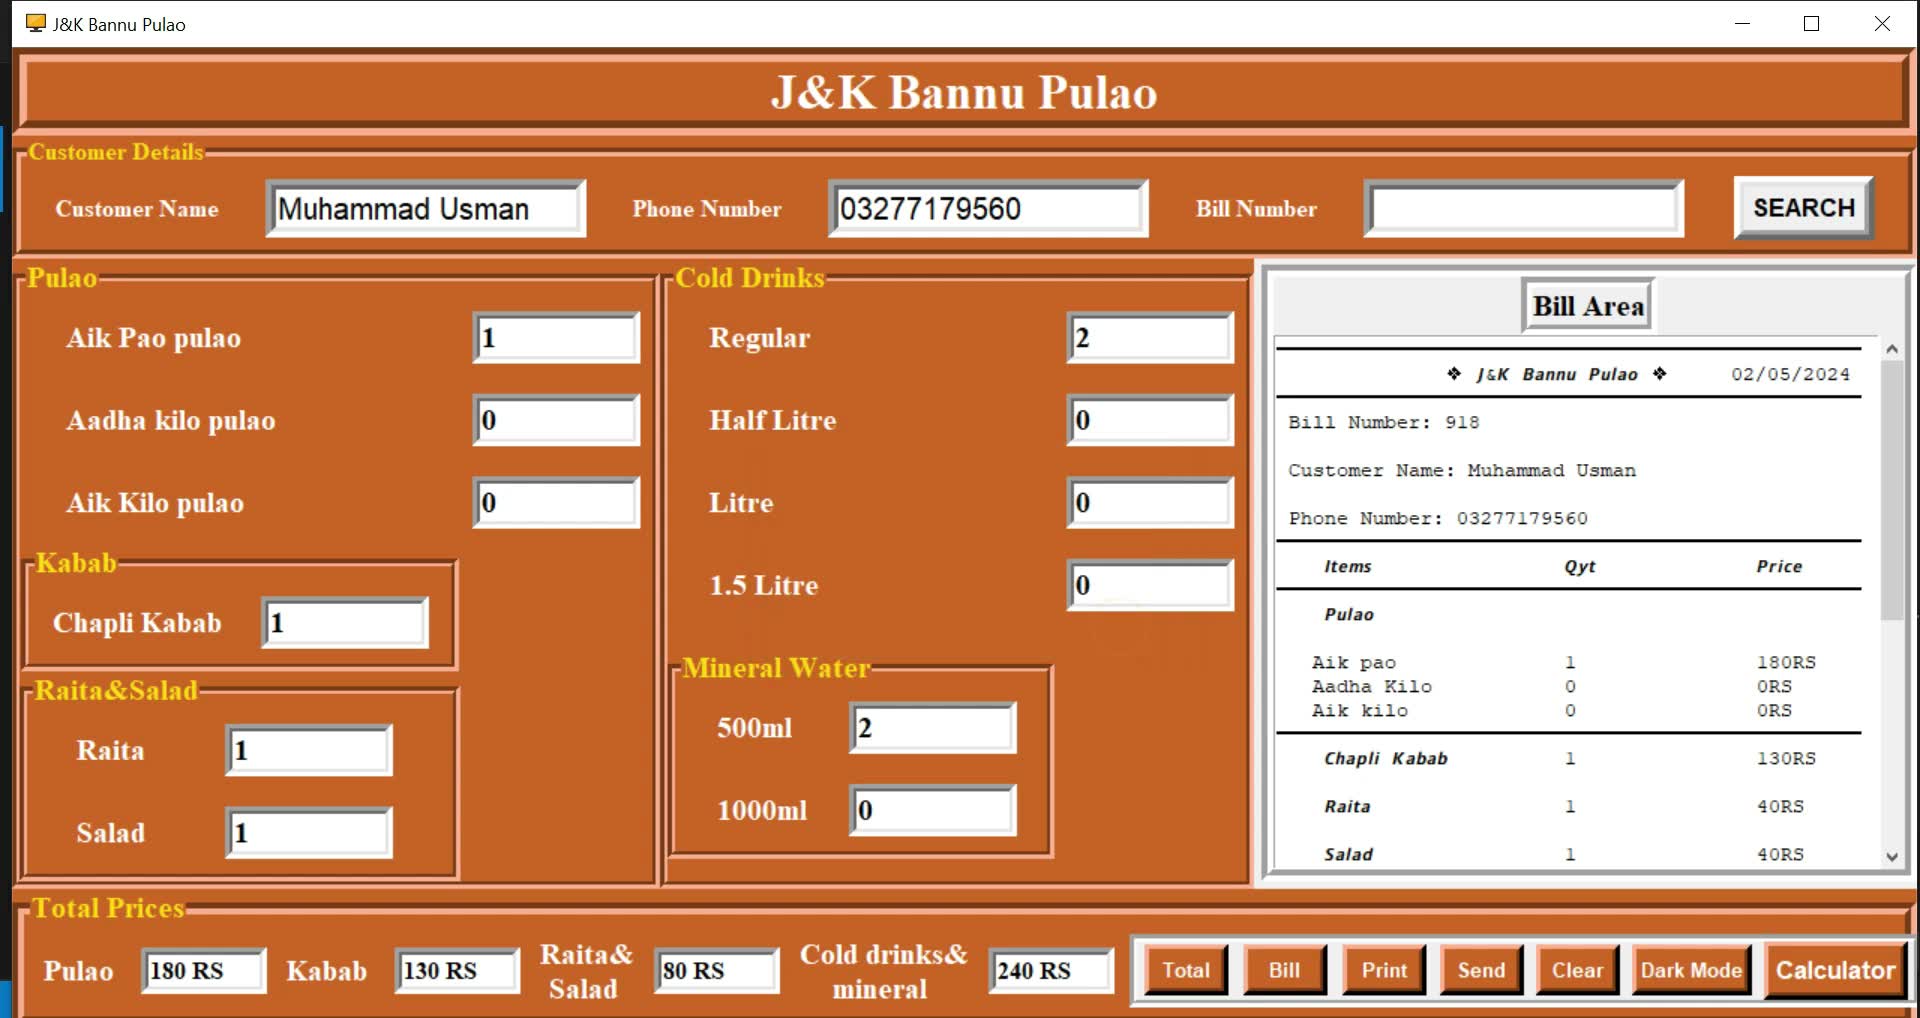 J&K Bannu Pulao
J&K Bannu Pulao
Customer Details
Customer Name Muhammad Usman Phone Number 03277179560 Bill Number SEARCH
Pulao
Aik Pao pulao 1
Aadha kilo pulao 0
Aik Kilo pulao 0
Kabab
Chapli Kabab 1
Raita&Salad
Raita 1
Salad 1
Cold Drinks
Regular 2
Half Litre 0
Litre 0
1.5 Litre 0
Mineral Water
500ml 2
1000ml 0
Bill Area
❖ J&K Bannu Pulao ❖ 02/05/2024
Bill Number: 918
Customer Name: Muhammad Usman
Phone Number: 03277179560
Items Qyt Price
Pulao
Aik pao 1 180RS
Aadha Kilo 0 0RS
Aik kilo 0 0RS
Chapli Kabab 1 130RS
Raita 1 40RS
Salad 1 40RS
Total Prices
Pulao 180 RS Kabab 130 RS Raita& Salad 80 RS Cold drinks& mineral 240 RS Total Bill Print Send Clear Dark Mode Calculator